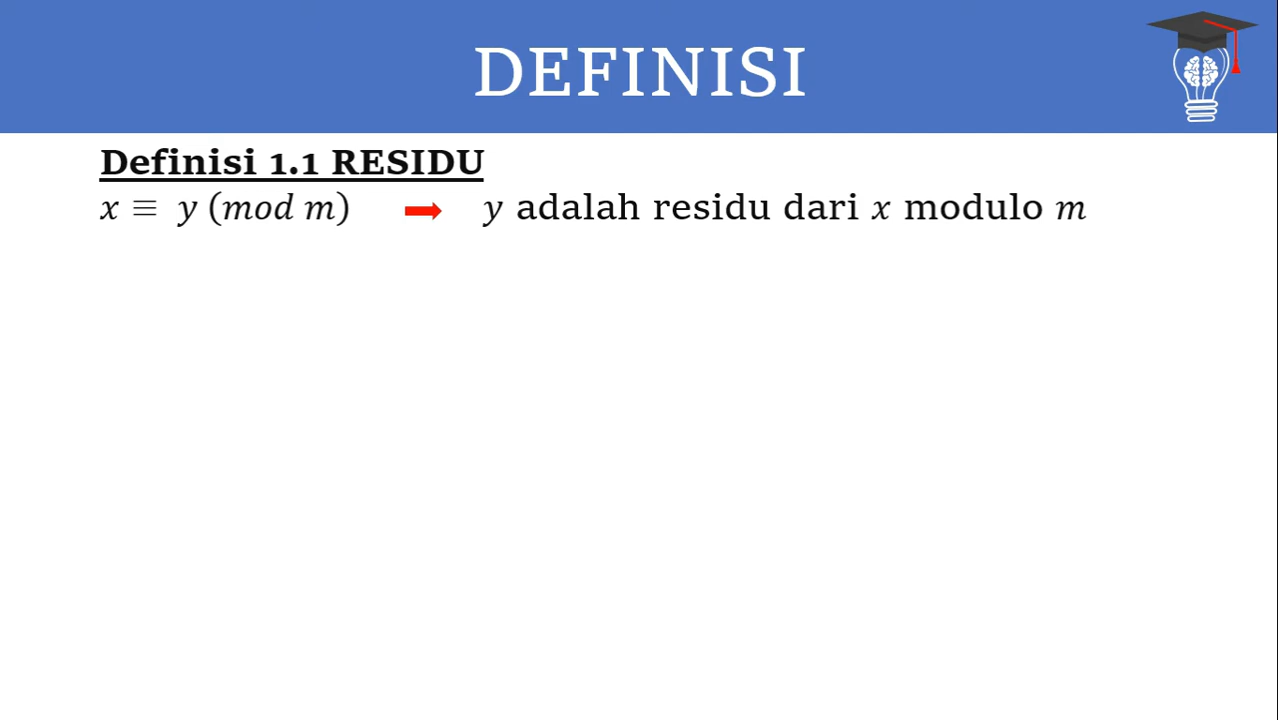 DEFINISI
Definisi 1.1 RESIDU
x ≡ y (mod m) ➡ y adalah residu dari x modulo m